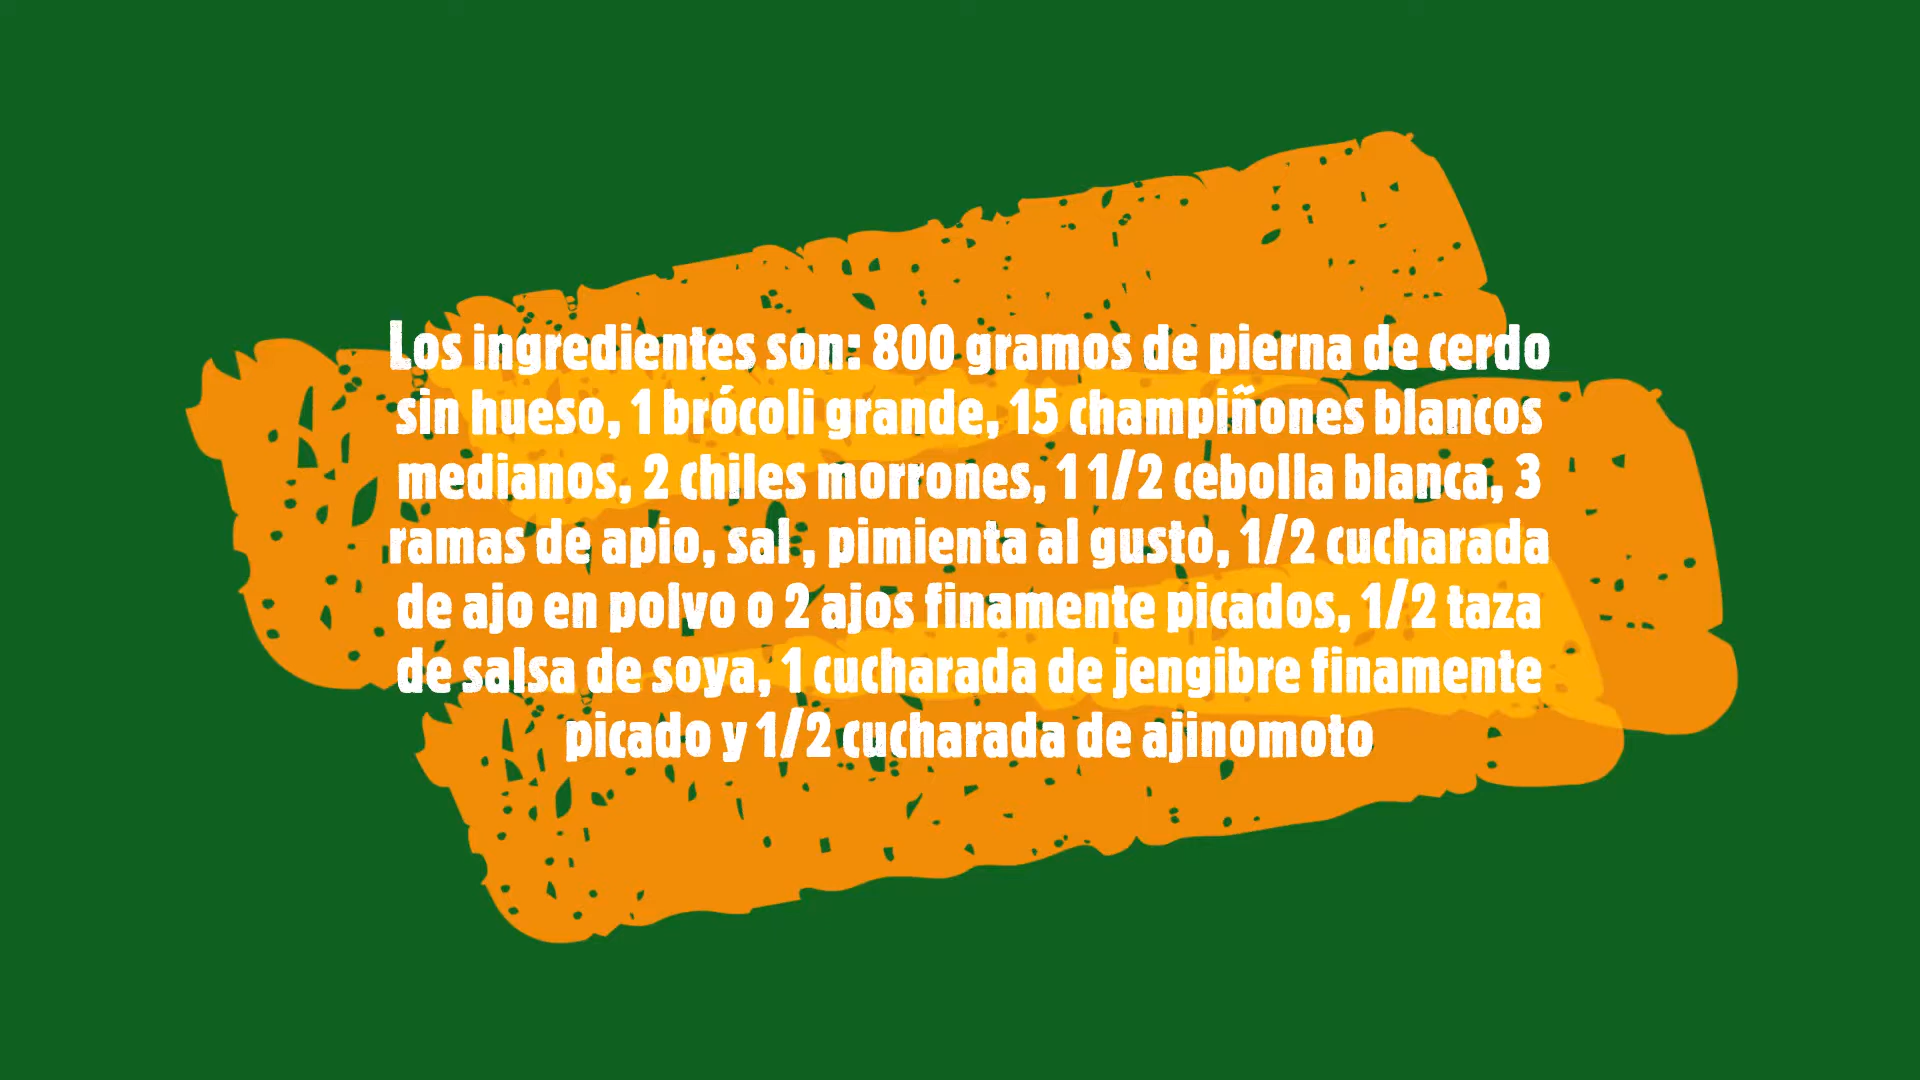 Los ingredientes son: 800 gramos de pierna de cerdo
sin hueso, 1 brócoli grande, 15 champiñones blancos
medianos, 2 chiles morrones, 1 1/2 cebolla blanca, 3
ramas de apio, sal , pimienta al gusto, 1/2 cucharada
de ajo en polvo o 2 ajos finamente picados, 1/2 taza
de salsa de soya, 1 cucharada de jengibre finamente
picado y 1/2 cucharada de ajinomoto